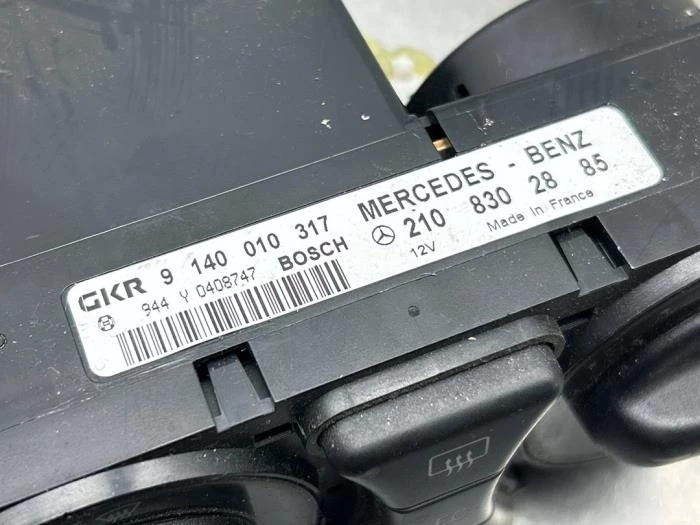 GKR 9 140 010 317 MERCEDES - BENZ
944 Y 0408747 BOSCH 210 830 28 85
12V Made In France